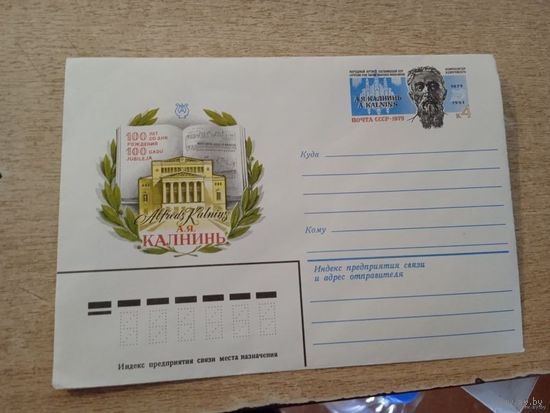 100 ЛЕТ
СО ДНЯ
РОЖДЕНИЯ
100 GADU
JUBILEJA
Alfreds Kalniņš
А.Я.
КАЛНИНЬ
А.Я. КАЛНИНЬ
A. KALNIŅŠ
ПОЧТА СССР·1979
1879
1951
4
К
Куда
Кому
Индекс предприятия связи
и адрес отправителя
Индекс предприятия связи места назначения